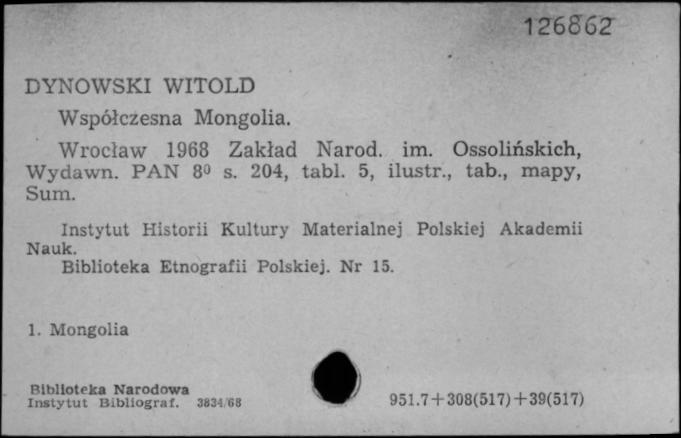 126862
DYNOWSKI WITOLD
Współczesna Mongolia.
Wrocław 1968 Zakład Narod. im. Ossolińskich,
Wydawn. PAN 8⁰ s. 204, tabl. 5, ilustr., tab., mapy,
Sum.
Instytut Historii Kultury Materialnej Polskiej Akademii
Nauk.
Biblioteka Etnografii Polskiej. Nr 15.
1. Mongolia
Biblioteka Narodowa
Instytut Bibliograf. 3834/68
951.7+308(517)+39(517)